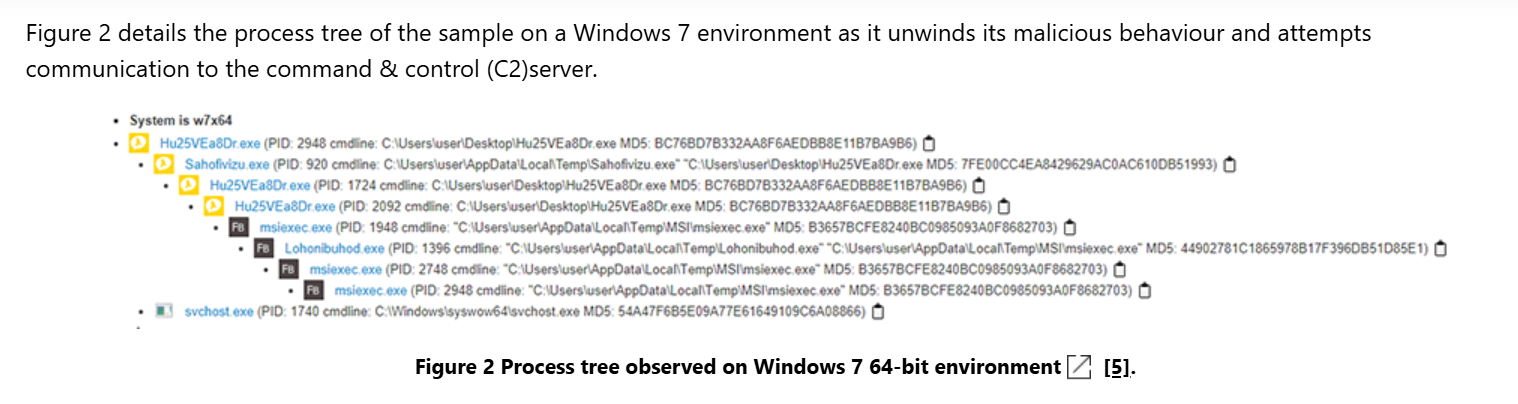 Figure 2 details the process tree of the sample on a Windows 7 environment as it unwinds its malicious behaviour and attempts
communication to the command & control (C2)server.
• System is w7x64
• Hu25VEa8Dr.exe (PID: 2948 cmdline: C:\Users\user\Desktop\Hu25VEa8Dr.exe MD5: BC76BD7B332AA8F6AEDBB8E11B7BA9B6)
• Sahofivizu.exe (PID: 920 cmdline: C:\Users\user\AppData\Local\Temp\Sahofivizu.exe" "C:\Users\user\Desktop\Hu25VEa8Dr.exe MD5: 7FE00CC4EA8429629AC0AC610DB51993)
• Hu25VEa8Dr.exe (PID: 1724 cmdline: C:\Users\user\Desktop\Hu25VEa8Dr.exe MD5: BC76BD7B332AA8F6AEDBB8E11B7BA9B6)
• Hu25VEa8Dr.exe (PID: 2092 cmdline: C:\Users\user\Desktop\Hu25VEa8Dr.exe MD5: BC76BD7B332AA8F6AEDBB8E11B7BA9B6)
• FB msiexec.exe (PID: 1948 cmdline: "C:\Users\user\AppData\Local\Temp\MSI\msiexec.exe" MD5: B3657BCFE8240BC0985093A0F8682703)
• FB Lohonibuhod.exe (PID: 1396 cmdline: "C:\Users\user\AppData\Local\Temp\Lohonibuhod.exe" "C:\Users\user\AppData\Local\Temp\MSI\msiexec.exe" MD5: 44902781C1865978B17F396DB51D85E1)
• FB msiexec.exe (PID: 2748 cmdline: "C:\Users\user\AppData\Local\Temp\MSI\msiexec.exe" MD5: B3657BCFE8240BC0985093A0F8682703)
• FB msiexec.exe (PID: 2948 cmdline: "C:\Users\user\AppData\Local\Temp\MSI\msiexec.exe" MD5: B3657BCFE8240BC0985093A0F8682703)
• svchost.exe (PID: 1740 cmdline: C:\Windows\syswow64\svchost.exe MD5: 54A47F6B5E09A77E61649109C6A08866)
Figure 2 Process tree observed on Windows 7 64-bit environment [5].